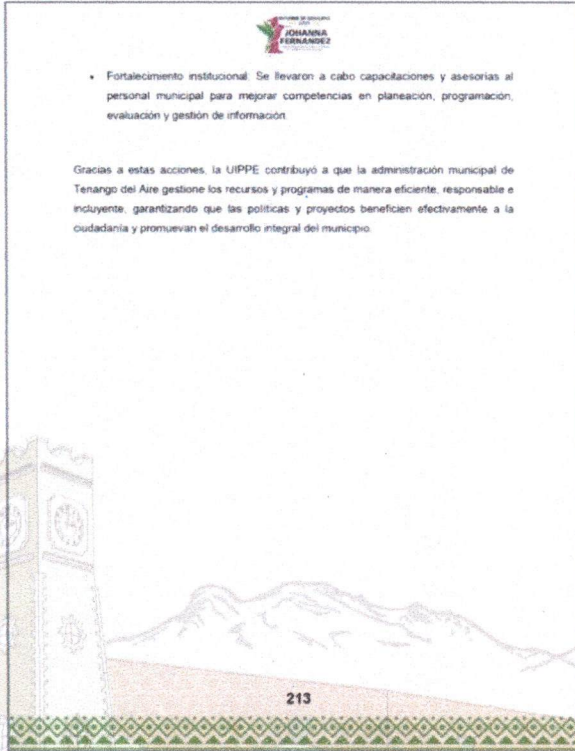 JOHANNA
FERNANDEZ
• Fortalecimiento institucional: Se llevaron a cabo capacitaciones y asesorías al
personal municipal para mejorar competencias en planeación, programación,
evaluación y gestión de información.
Gracias a estas acciones, la UIPPE contribuyó a que la administración municipal de
Tenango del Aire gestione los recursos y programas de manera eficiente, responsable e
incluyente, garantizando que las políticas y proyectos beneficien efectivamente a la
ciudadanía y promuevan el desarrollo integral del municipio.
213